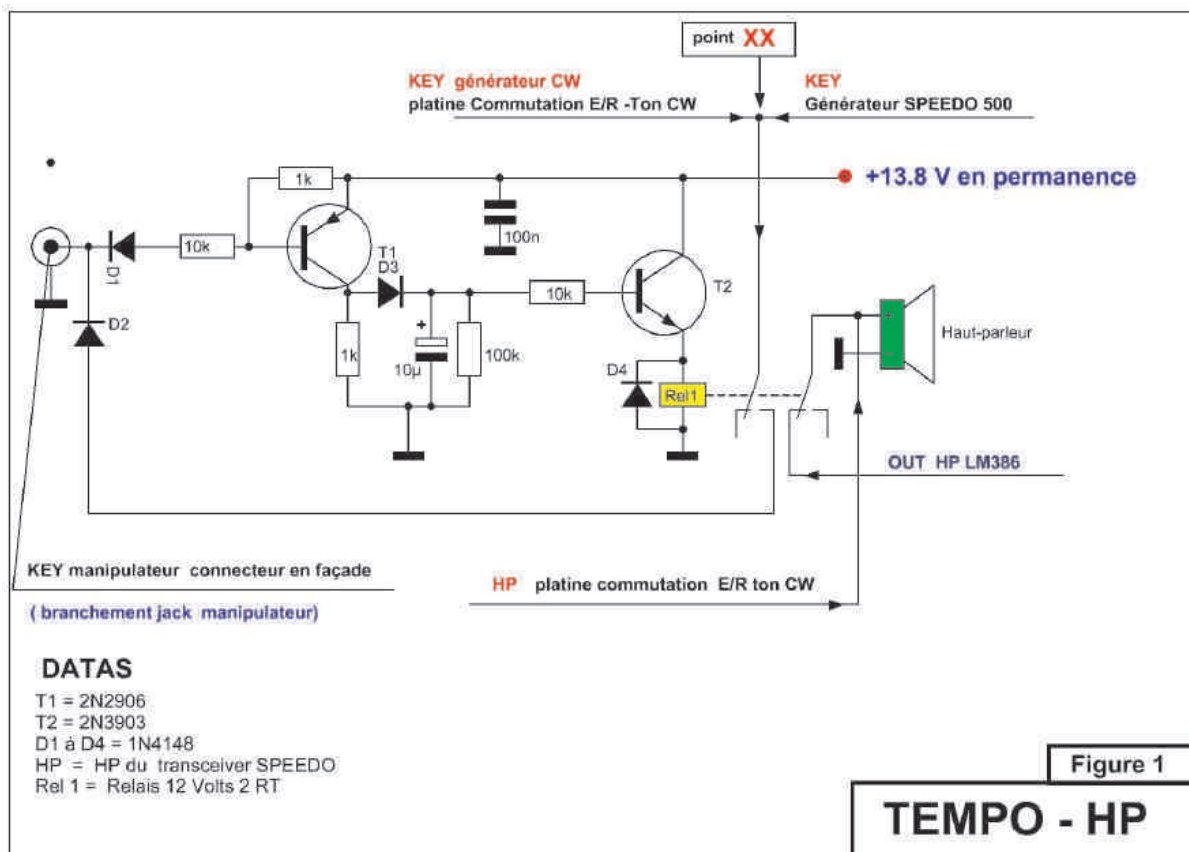 point XX
KEY générateur CW
platine Commutation E/R -Ton CW
KEY
Générateur SPEEDO 500
1k
+13.8 V en permanence
10k
D1
T1
D3
100n
T2
10k
D2
1k
10µ
+
100k
D4
Rel1
+
-
Haut-parleur
OUT HP LM386
KEY manipulateur connecteur en façade
( branchement jack manipulateur)
HP platine commutation E/R ton CW
DATAS
T1 = 2N2906
T2 = 2N3903
D1 à D4 = 1N4148
HP = HP du transceiver SPEEDO
Rel 1 = Relais 12 Volts 2 RT
Figure 1
TEMPO - HP